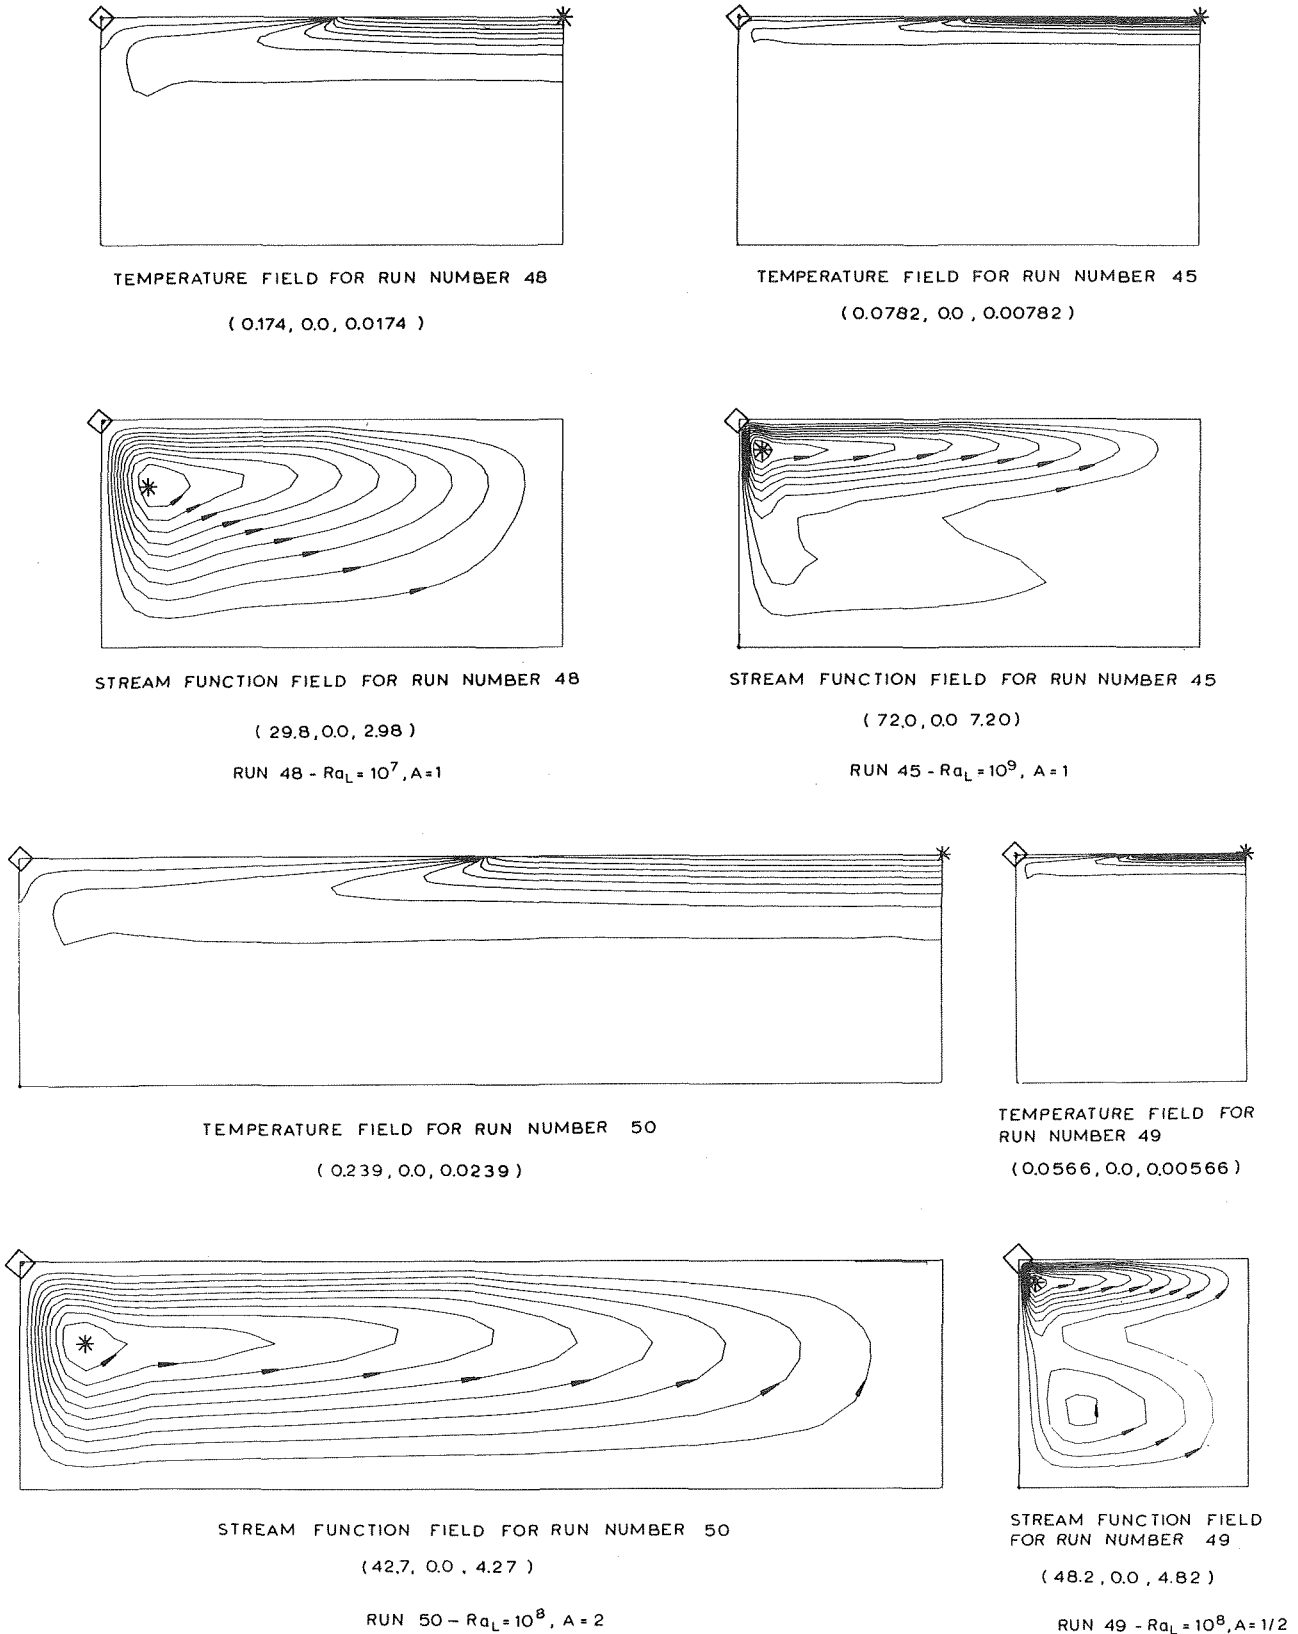 TEMPERATURE FIELD FOR RUN NUMBER 48
(0.174, 0.0, 0.0174)
TEMPERATURE FIELD FOR RUN NUMBER 45
(0.0782, 0.0, 0.00782)
STREAM FUNCTION FIELD FOR RUN NUMBER 48
(29.8, 0.0, 2.98)
RUN 48 - Ra_L = 10^7, A = 1
STREAM FUNCTION FIELD FOR RUN NUMBER 45
(72.0, 0.0 7.20)
RUN 45 - Ra_L = 10^9, A = 1
TEMPERATURE FIELD FOR RUN NUMBER 50
(0.239, 0.0, 0.0239)
TEMPERATURE FIELD FOR
RUN NUMBER 49
(0.0566, 0.0, 0.00566)
STREAM FUNCTION FIELD FOR RUN NUMBER 50
(42.7, 0.0, 4.27)
RUN 50 - Ra_L = 10^8, A = 2
STREAM FUNCTION FIELD
FOR RUN NUMBER 49
(48.2, 0.0, 4.82)
RUN 49 - Ra_L = 10^8, A = 1/2